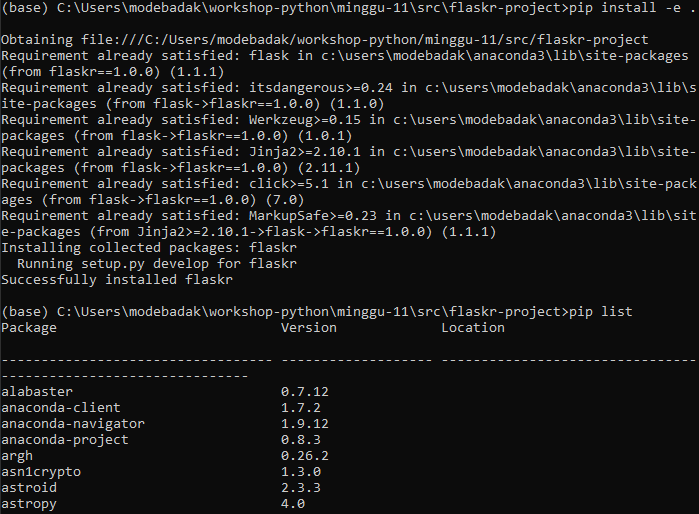 (base) C:\Users\modebadak\workshop-python\minggu-11\src\flaskr-project>pip install -e .
Obtaining file:///C:/Users/modebadak/workshop-python/minggu-11/src/flaskr-project
Requirement already satisfied: flask in c:\users\modebadak\anaconda3\lib\site-packages
(from flaskr==1.0.0) (1.1.1)
Requirement already satisfied: itsdangerous>=0.24 in c:\users\modebadak\anaconda3\lib\s
ite-packages (from flask->flaskr==1.0.0) (1.1.0)
Requirement already satisfied: Werkzeug>=0.15 in c:\users\modebadak\anaconda3\lib\site-
packages (from flask->flaskr==1.0.0) (1.0.1)
Requirement already satisfied: Jinja2>=2.10.1 in c:\users\modebadak\anaconda3\lib\site-
packages (from flask->flaskr==1.0.0) (2.11.1)
Requirement already satisfied: click>=5.1 in c:\users\modebadak\anaconda3\lib\site-pack
ages (from flask->flaskr==1.0.0) (7.0)
Requirement already satisfied: MarkupSafe>=0.23 in c:\users\modebadak\anaconda3\lib\sit
e-packages (from Jinja2>=2.10.1->flask->flaskr==1.0.0) (1.1.1)
Installing collected packages: flaskr
  Running setup.py develop for flaskr
Successfully installed flaskr
(base) C:\Users\modebadak\workshop-python\minggu-11\src\flaskr-project>pip list
Package                            Version             Location
---------------------------------- ------------------- --------------------------------
-------------------------------
alabaster                          0.7.12
anaconda-client                    1.7.2
anaconda-navigator                 1.9.12
anaconda-project                   0.8.3
argh                               0.26.2
asn1crypto                         1.3.0
astroid                            2.3.3
astropy                            4.0